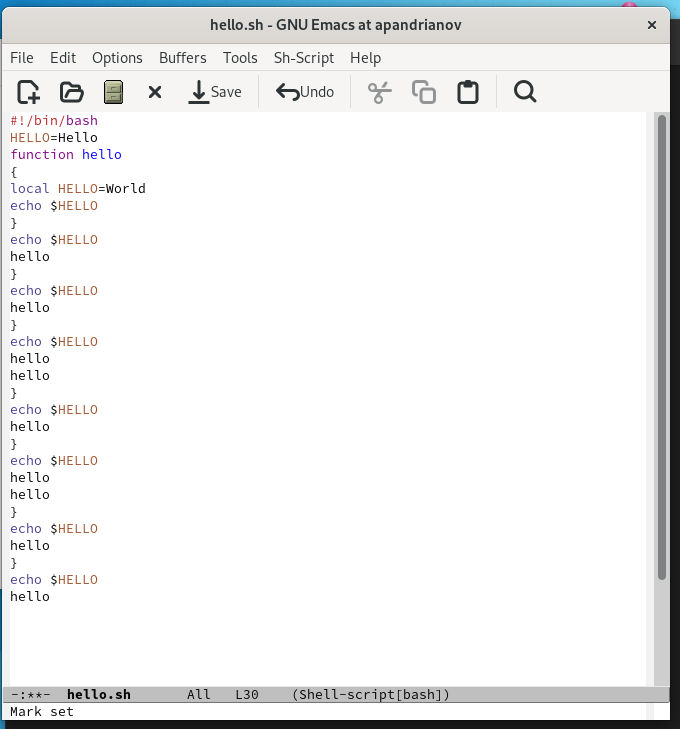 hello.sh - GNU Emacs at apandrianov
File Edit Options Buffers Tools Sh-Script Help
Save Undo
#!/bin/bash
HELLO=Hello
function hello
{
local HELLO=World
echo $HELLO
}
echo $HELLO
hello
}
echo $HELLO
hello
}
echo $HELLO
hello
hello
}
echo $HELLO
hello
}
echo $HELLO
hello
hello
}
echo $HELLO
hello
}
echo $HELLO
hello
-:**- hello.sh All L30 (Shell-script[bash])
Mark set